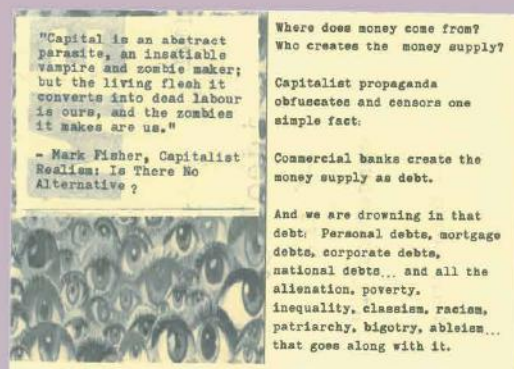 "Capital is an abstract
parasite, an insatiable
vampire and zombie maker;
but the living flesh it
converts into dead labour
is ours, and the zombies
it makes are us."
- Mark Fisher, Capitalist
Realism: Is There No
Alternative ?
Where does money come from?
Who creates the money supply?
Capitalist propaganda
obfuscates and censors one
simple fact:
Commercial banks create the
money supply as debt.
And we are drowning in that
debt: Personal debts, mortgage
debts, corporate debts,
national debts... and all the
alienation, poverty,
inequality, classism, racism,
patriarchy, bigotry, ableism...
that goes along with it.